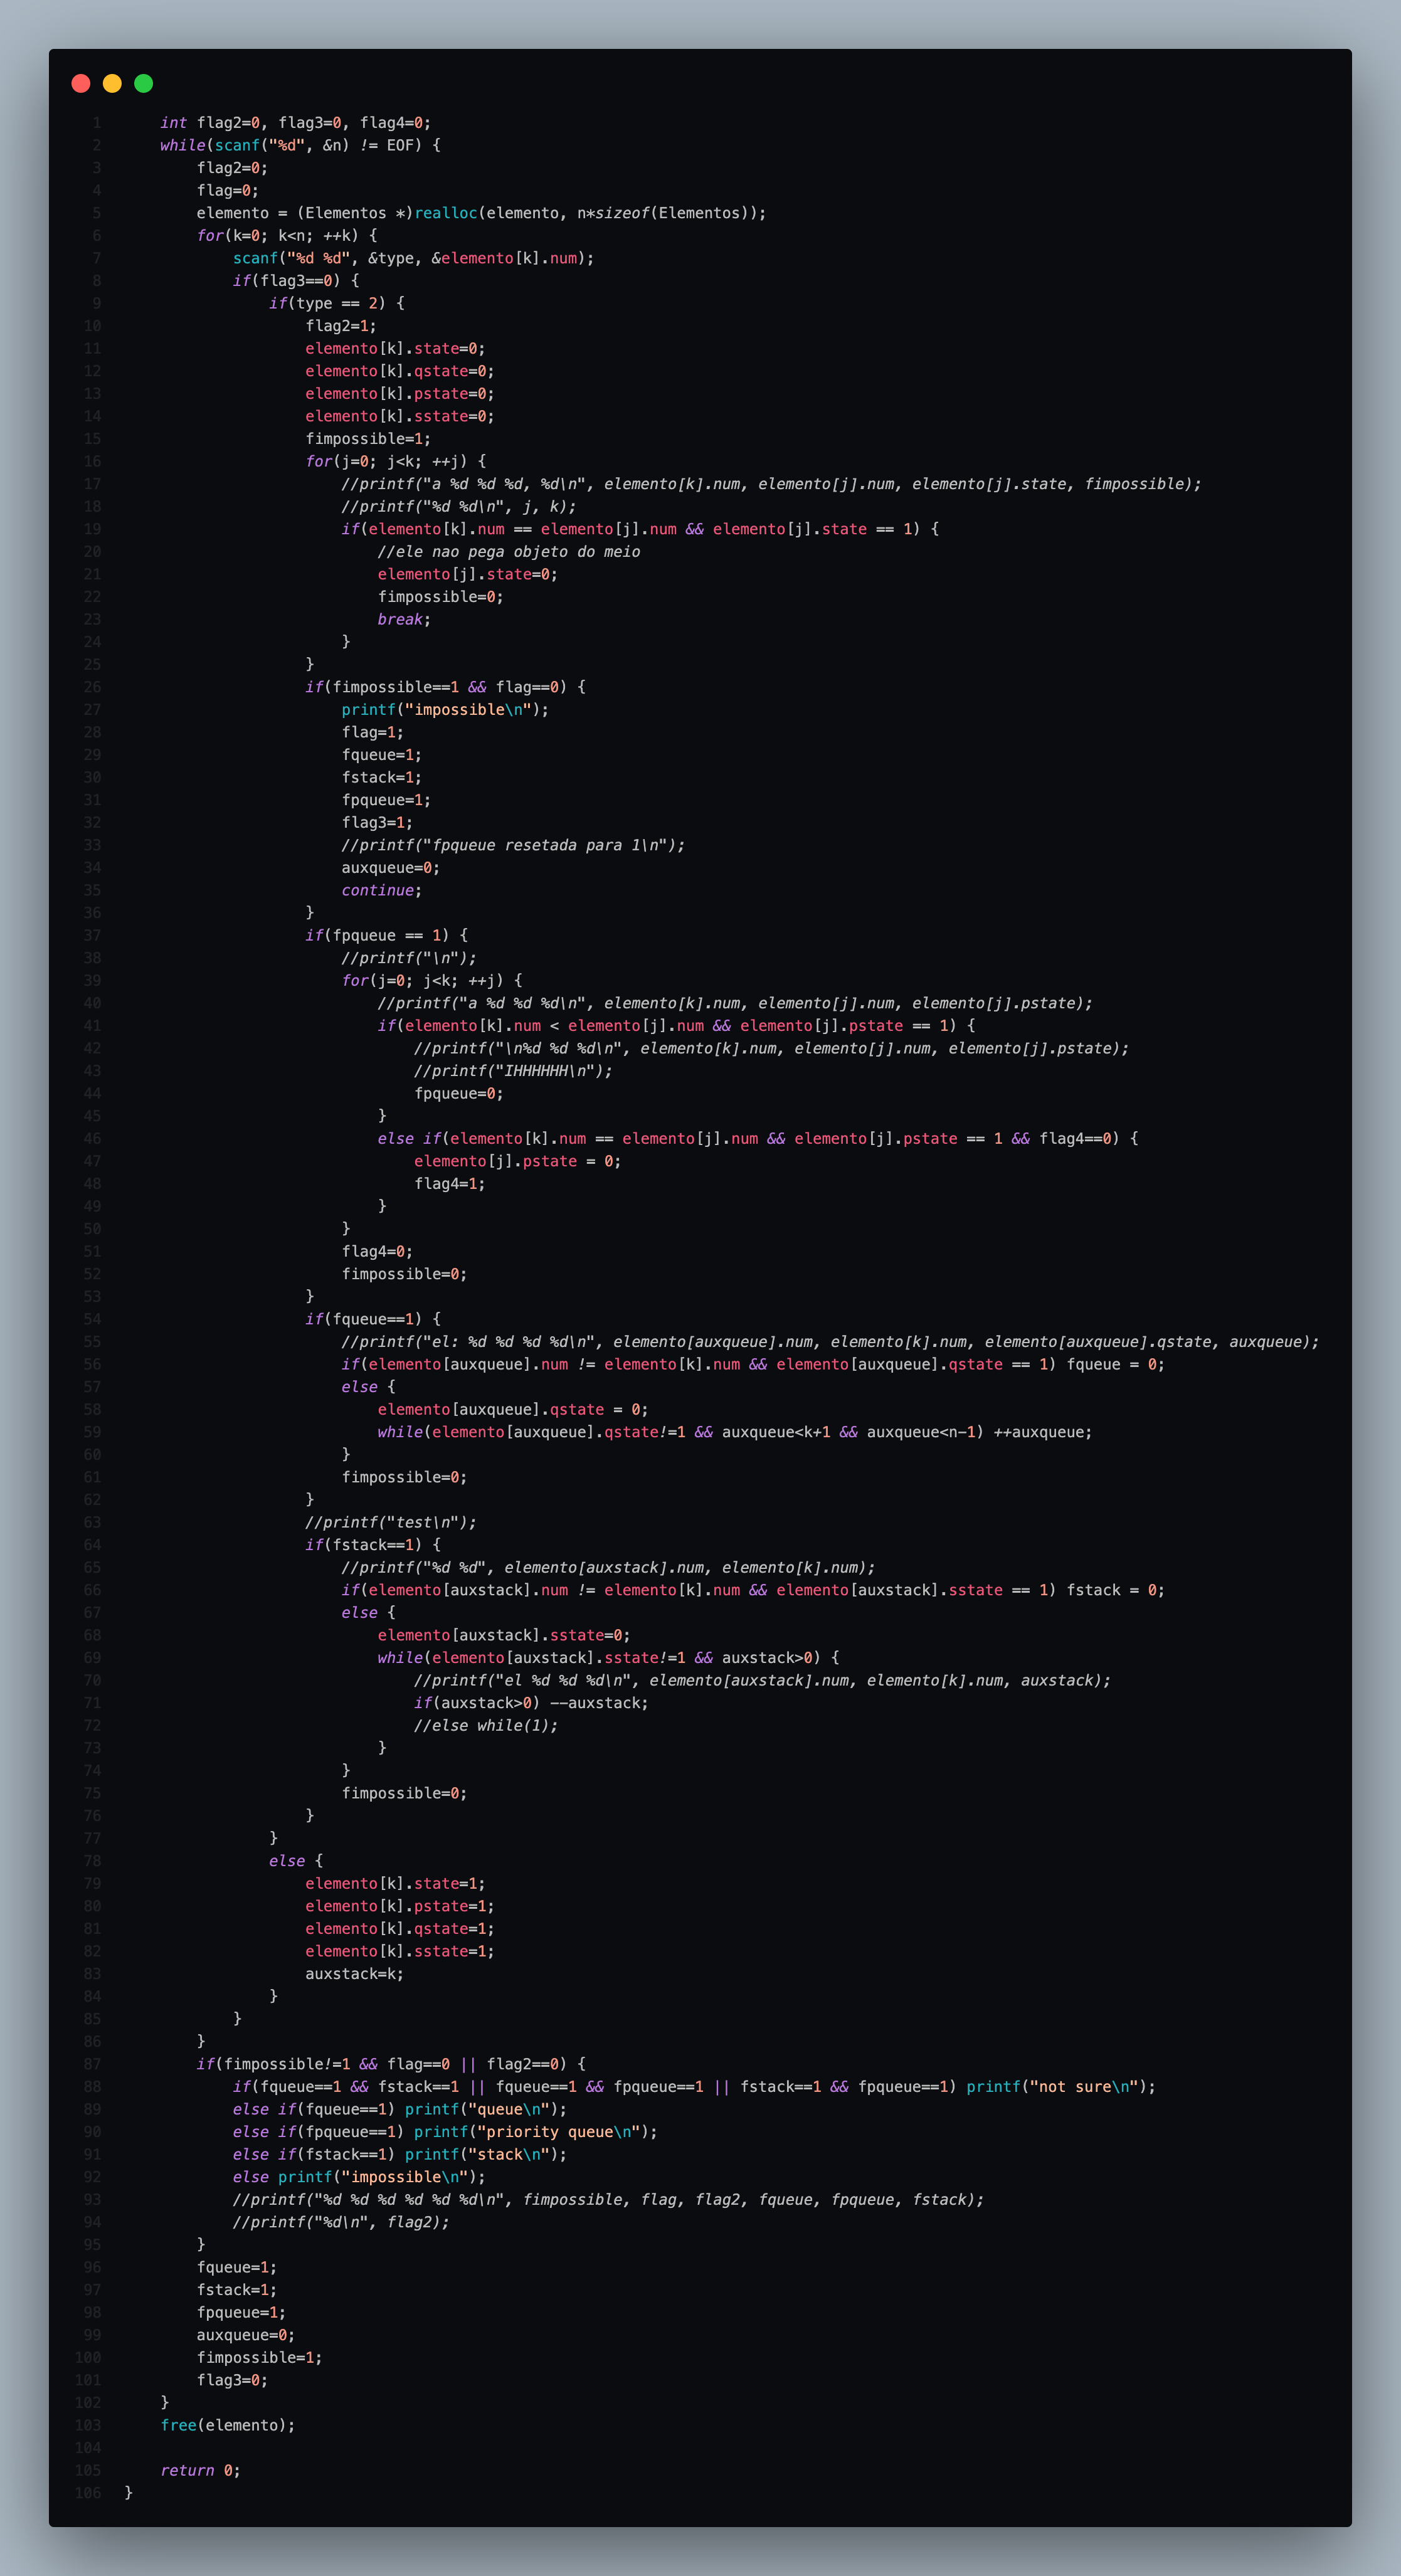 1 int flag2=0, flag3=0, flag4=0;
2 while(scanf("%d", &n) != EOF) {
3 flag2=0;
4 flag=0;
5 elemento = (Elementos *)realloc(elemento, n*sizeof(Elementos));
6 for(k=0; k<n; ++k) {
7 scanf("%d %d", &type, &elemento[k].num);
8 if(flag3==0) {
9 if(type == 2) {
10 flag2=1;
11 elemento[k].state=0;
12 elemento[k].qstate=0;
13 elemento[k].pstate=0;
14 elemento[k].sstate=0;
15 fimpossible=1;
16 for(j=0; j<k; ++j) {
17 //printf("a %d %d %d, %d\n", elemento[k].num, elemento[j].num, elemento[j].state, fimpossible);
18 //printf("%d %d\n", j, k);
19 if(elemento[k].num == elemento[j].num && elemento[j].state == 1) {
20 //ele nao pega objeto do meio
21 elemento[j].state=0;
22 fimpossible=0;
23 break;
24 }
25 }
26 if(fimpossible==1 && flag==0) {
27 printf("impossible\n");
28 flag=1;
29 fqueue=1;
30 fstack=1;
31 fpqueue=1;
32 flag3=1;
33 //printf("fpqueue resetada para 1\n");
34 auxqueue=0;
35 continue;
36 }
37 if(fpqueue == 1) {
38 //printf("\n");
39 for(j=0; j<k; ++j) {
40 //printf("a %d %d %d\n", elemento[k].num, elemento[j].num, elemento[j].pstate);
41 if(elemento[k].num < elemento[j].num && elemento[j].pstate == 1) {
42 //printf("\n%d %d %d\n", elemento[k].num, elemento[j].num, elemento[j].pstate);
43 //printf("IHHHHHH\n");
44 fpqueue=0;
45 }
46 else if(elemento[k].num == elemento[j].num && elemento[j].pstate == 1 && flag4==0) {
47 elemento[j].pstate = 0;
48 flag4=1;
49 }
50 }
51 flag4=0;
52 fimpossible=0;
53 }
54 if(fqueue==1) {
55 //printf("el: %d %d %d %d\n", elemento[auxqueue].num, elemento[k].num, elemento[auxqueue].qstate, auxqueue);
56 if(elemento[auxqueue].num != elemento[k].num && elemento[auxqueue].qstate == 1) fqueue = 0;
57 else {
58 elemento[auxqueue].qstate = 0;
59 while(elemento[auxqueue].qstate!=1 && auxqueue<k+1 && auxqueue<n-1) ++auxqueue;
60 }
61 fimpossible=0;
62 }
63 //printf("test\n");
64 if(fstack==1) {
65 //printf("%d %d", elemento[auxstack].num, elemento[k].num);
66 if(elemento[auxstack].num != elemento[k].num && elemento[auxstack].sstate == 1) fstack = 0;
67 else {
68 elemento[auxstack].sstate=0;
69 while(elemento[auxstack].sstate!=1 && auxstack>0) {
70 //printf("el %d %d %d\n", elemento[auxstack].num, elemento[k].num, auxstack);
71 if(auxstack>0) --auxstack;
72 //else while(1);
73 }
74 }
75 fimpossible=0;
76 }
77 }
78 else {
79 elemento[k].state=1;
80 elemento[k].pstate=1;
81 elemento[k].qstate=1;
82 elemento[k].sstate=1;
83 auxstack=k;
84 }
85 }
86 }
87 if(fimpossible!=1 && flag==0 || flag2==0) {
88 if(fqueue==1 && fstack==1 || fqueue==1 && fpqueue==1 || fstack==1 && fpqueue==1) printf("not sure\n");
89 else if(fqueue==1) printf("queue\n");
90 else if(fpqueue==1) printf("priority queue\n");
91 else if(fstack==1) printf("stack\n");
92 else printf("impossible\n");
93 //printf("%d %d %d %d %d %d\n", fimpossible, flag, flag2, fqueue, fpqueue, fstack);
94 //printf("%d\n", flag2);
95 }
96 fqueue=1;
97 fstack=1;
98 fpqueue=1;
99 auxqueue=0;
100 fimpossible=1;
101 flag3=0;
102 }
103 free(elemento);
104
105 return 0;
106 }